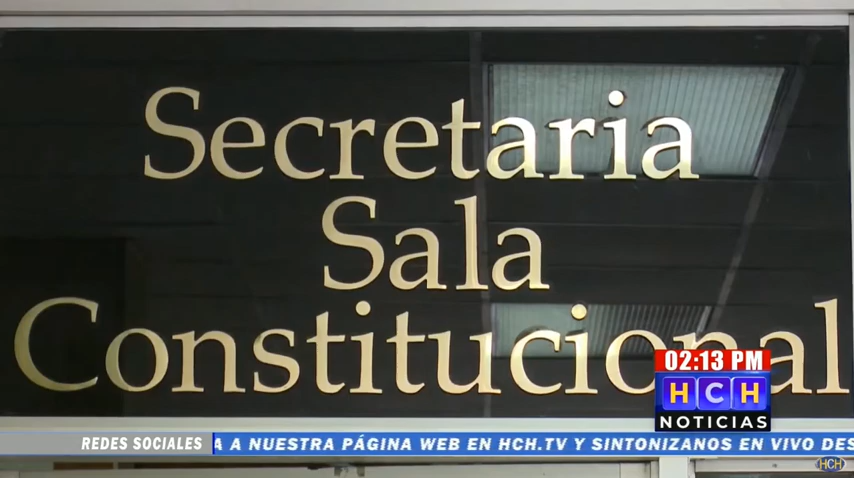 Secretaria
Sala
Constitucional
02:13 PM
HCH
NOTICIAS
REDES SOCIALES
A A NUESTRA PÁGINA WEB EN HCH.TV Y SINTONIZANOS EN VIVO DES
HCH